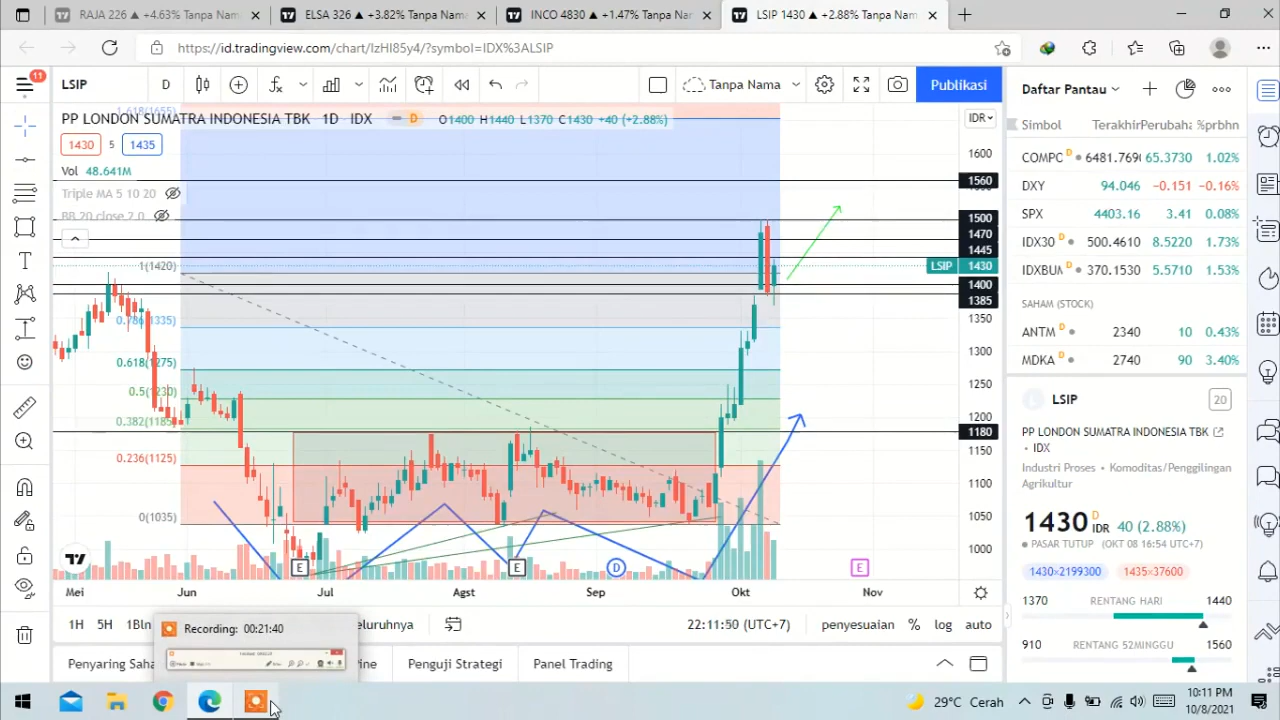 RAJA 226 ▲ +4.63% Tanpa Nama
ELSA 326 ▲ +3.82% Tanpa Nam
INCO 4830 ▲ +1.47% Tanpa Nar
LSIP 1430 ▲ +2.88% Tanpa Nam
https://id.tradingview.com/chart/lzHI85y4/?symbol=IDX%3ALSIP
11
LSIP
D
Tanpa Nama
Publikasi
1.618(1655)
PP LONDON SUMATRA INDONESIA TBK 1D IDX
D
O1400 H1440 L1370 C1430 +40 (+2.88%)
1430 5 1435
Vol 48.641M
Triple MA 5 10 20
BB 20 close 2 0
1(1420)
0.786(1335)
0.618(1275)
0.5(1230)
0.382(1185)
0.236(1125)
0(1035)
E
E
D
E
IDR
1600
1560
1500
1470
1445
LSIP 1430
1400
1385
1350
1300
1250
1200
1180
1150
1100
1050
1000
Mei Jun Jul Agst Sep Okt Nov
1H 5H 1Bln
eluruhnya
22:11:50 (UTC+7)
penyesuaian % log auto
Recording: 00:21:40
Penyaring Saha
ine
Penguji Strategi
Panel Trading
Daftar Pantau
Simbol Terakhir Perubaha %prbhn
COMPC D 6481.769( 65.3730 1.02%
DXY 94.046 −0.151 −0.16%
SPX 4403.16 3.41 0.08%
IDX30 D 500.4610 8.5220 1.73%
IDXBUM D 370.1530 5.5710 1.53%
SAHAM (STOCK)
ANTM D 2340 10 0.43%
MDKA D 2740 90 3.40%
L LSIP 20
PP LONDON SUMATRA INDONESIA TBK
• IDX
Industri Proses • Komoditas/Penggilingan
Agrikultur
1430 D IDR 40 (2.88%)
PASAR TUTUP (OKT 08 16:54 UTC+7)
1430×2199300 1435×37600
1370 RENTANG HARI 1440
910 RENTANG 52MINGGU 1560
29°C Cerah
10:11 PM
10/8/2021